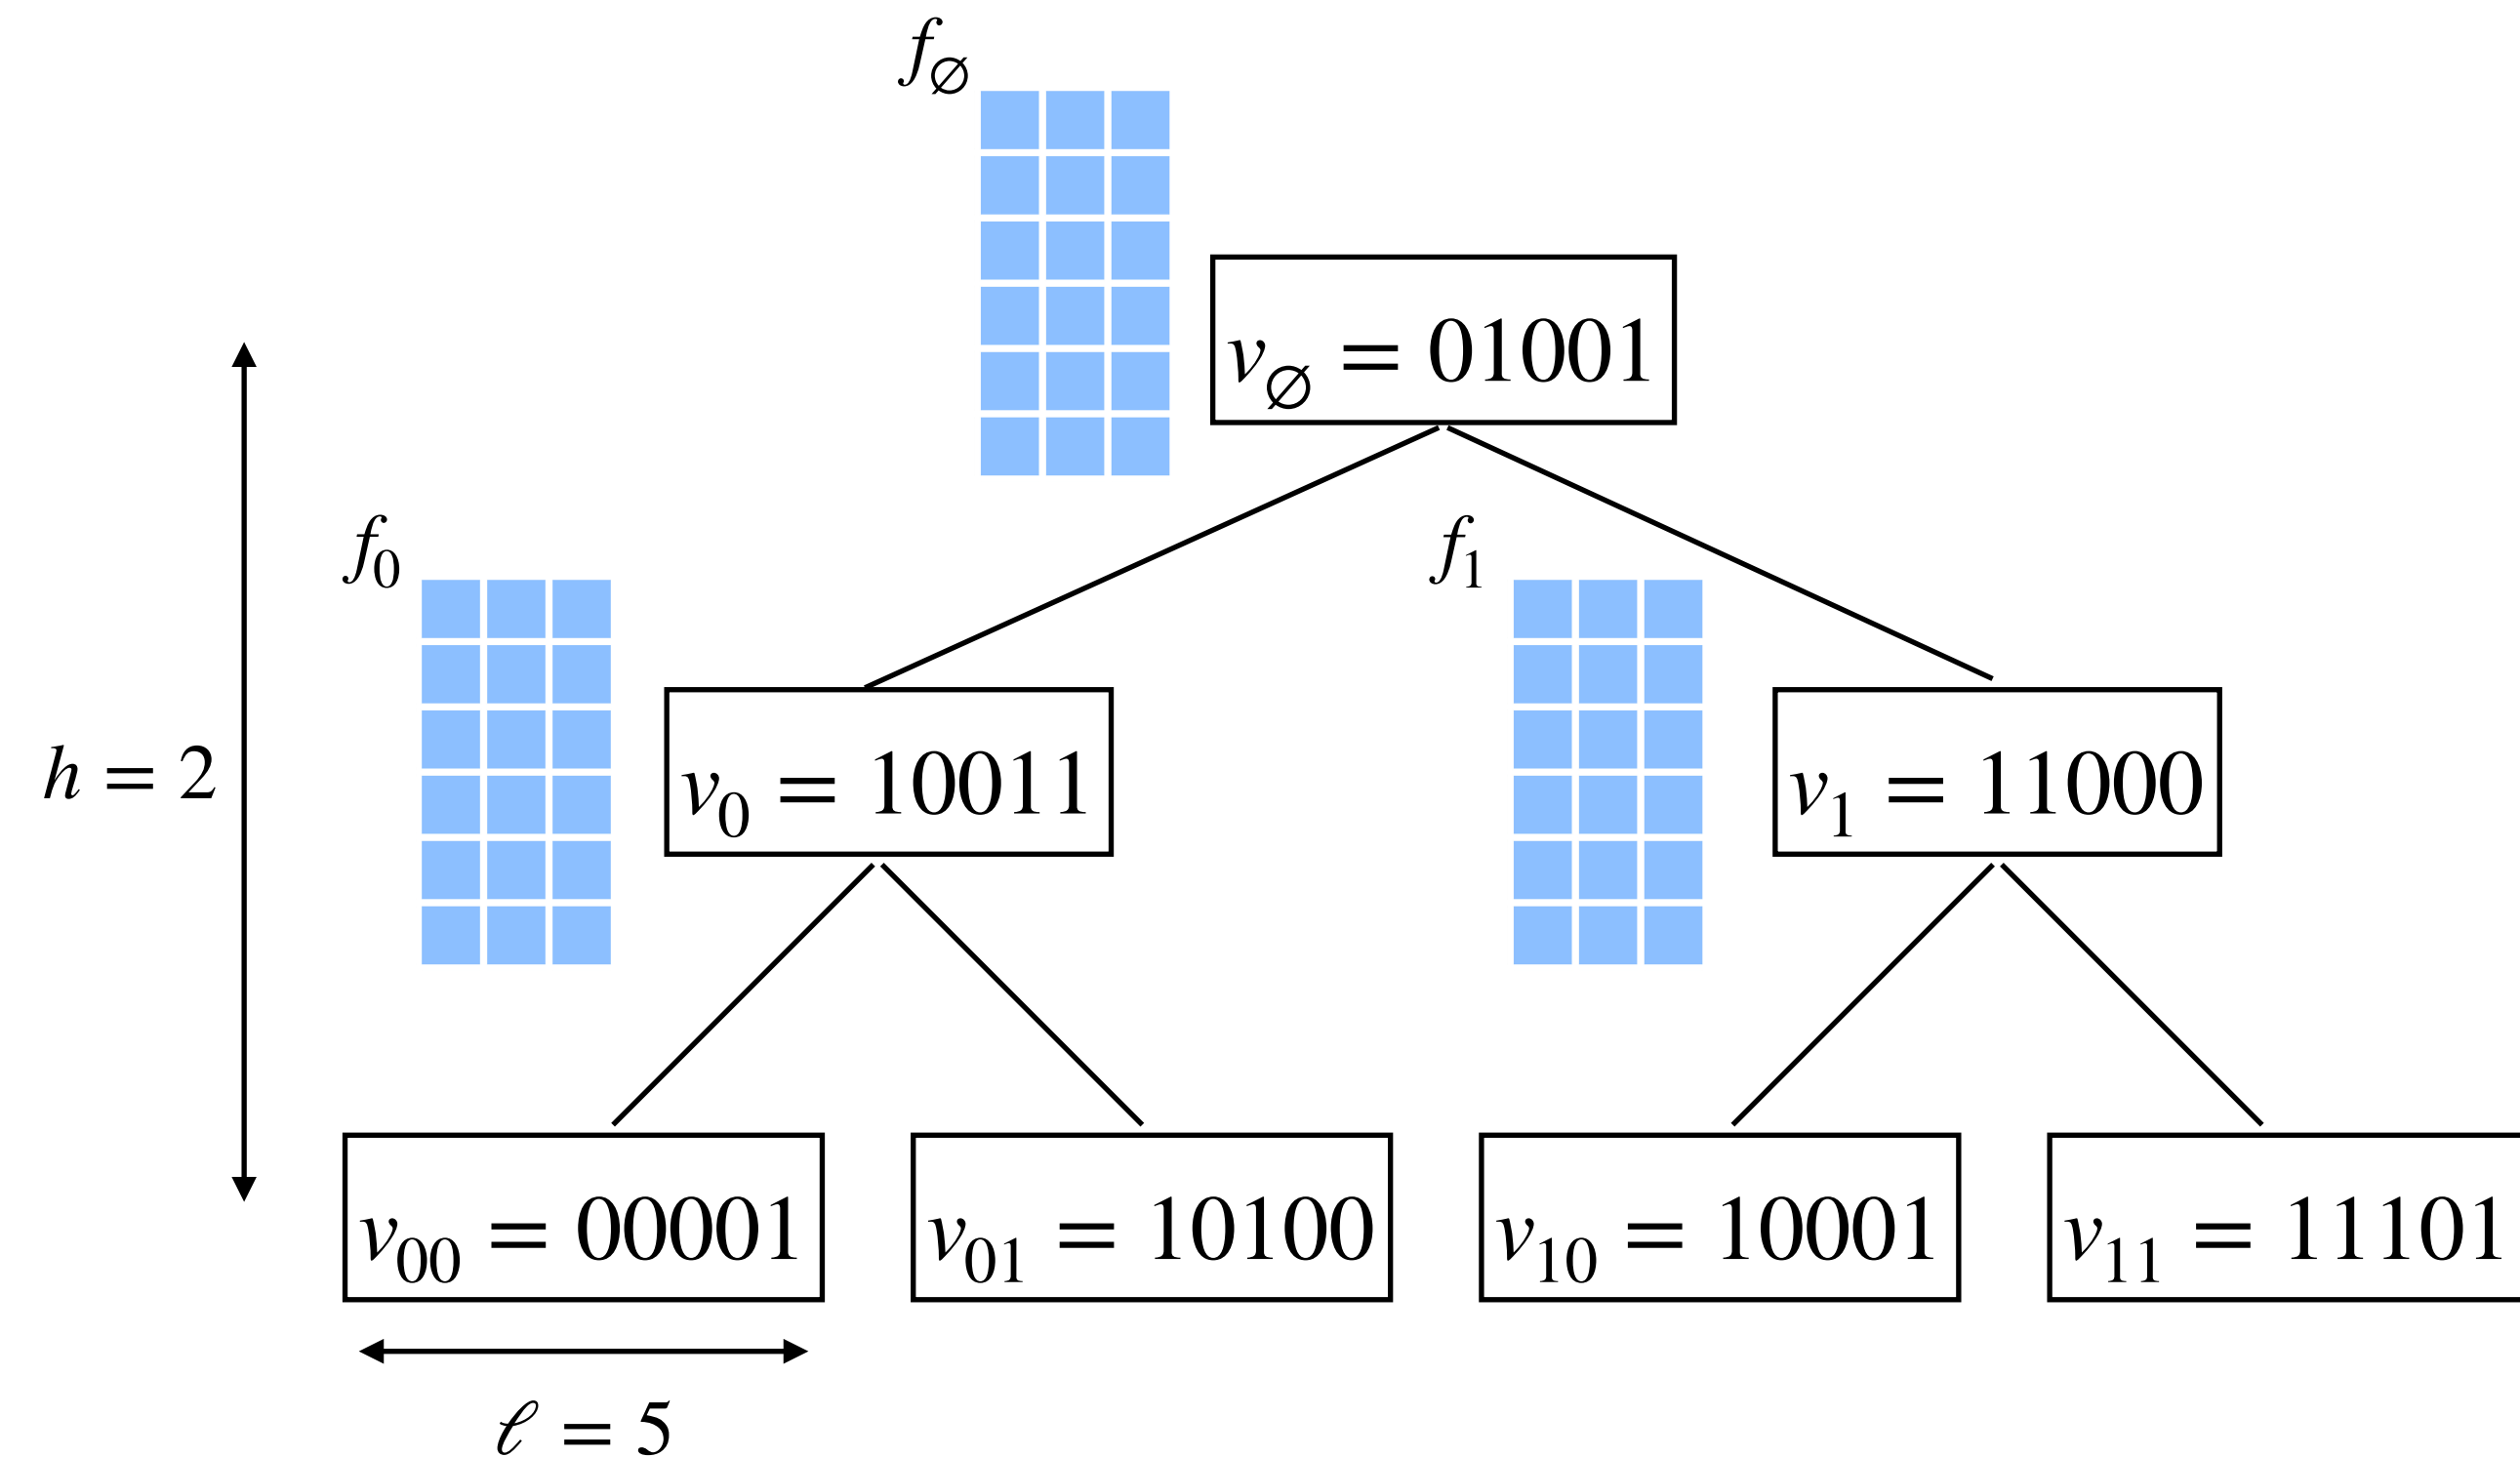 f∅
v∅ = 01001
f0
f1
h = 2
v0 = 10011
v1 = 11000
v00 = 00001
v01 = 10100
v10 = 10001
v11 = 11101
ℓ = 5